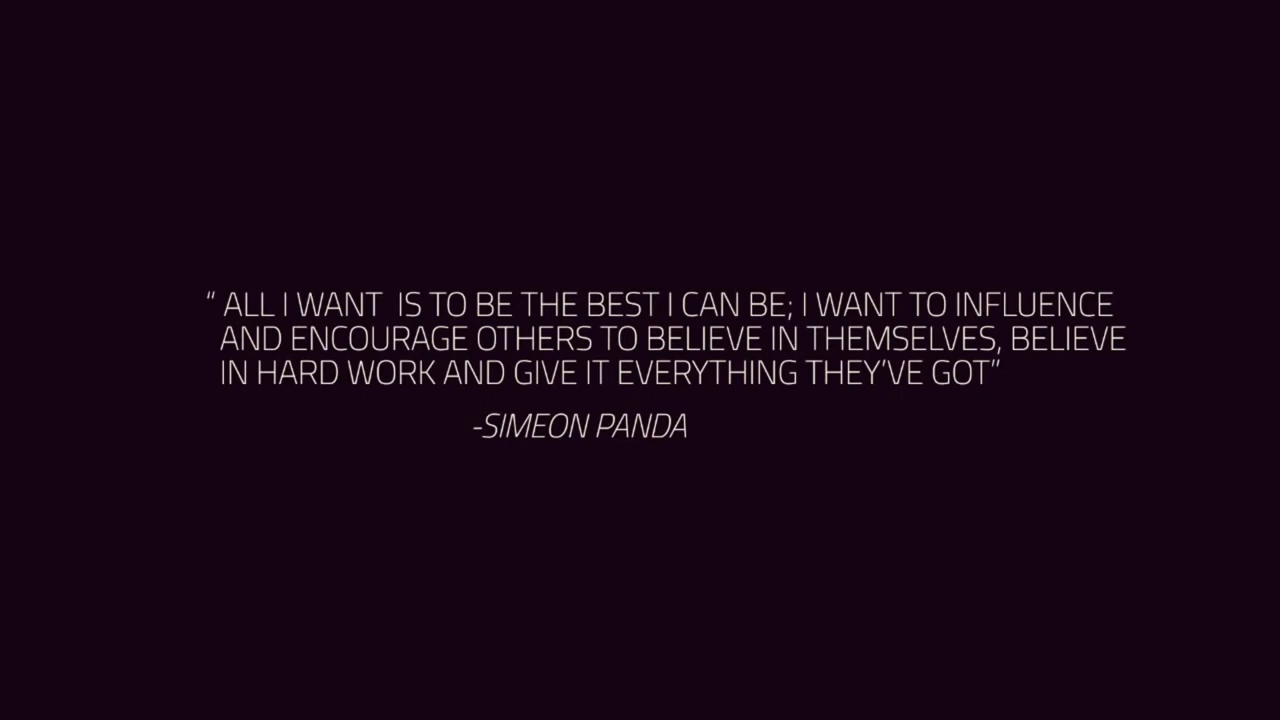 “ ALL I WANT  IS TO BE THE BEST I CAN BE; I WANT TO INFLUENCE
AND ENCOURAGE OTHERS TO BELIEVE IN THEMSELVES, BELIEVE
IN HARD WORK AND GIVE IT EVERYTHING THEY’VE GOT”
-SIMEON PANDA